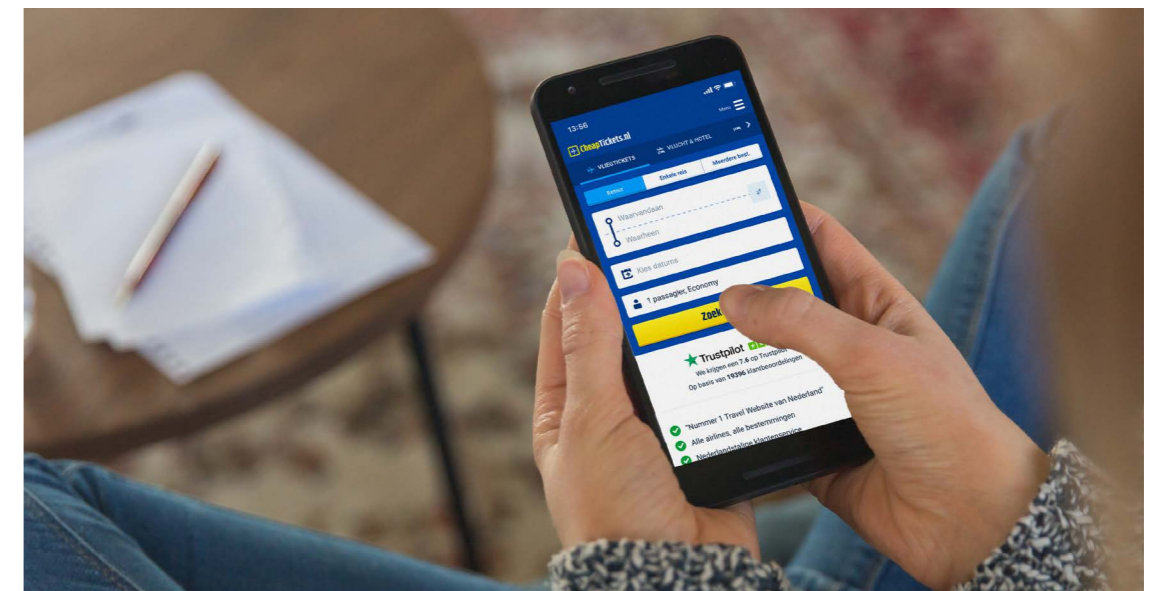 13:56
Menu
CheapTickets.nl
VLIEGTICKETS
VLUCHT & HOTEL
Retour
Enkele reis
Meerdere best.
Waarvandaan
Waarheen
Kies datums
1 passagier, Economy
Zoek
Trustpilot
We krijgen een 7.6 op Trustpilot
Op basis van 19396 klantbeoordelingen
"Nummer 1 Travel Website van Nederland"
Alle airlines, alle bestemmingen
Nederlandstalige klantenservice